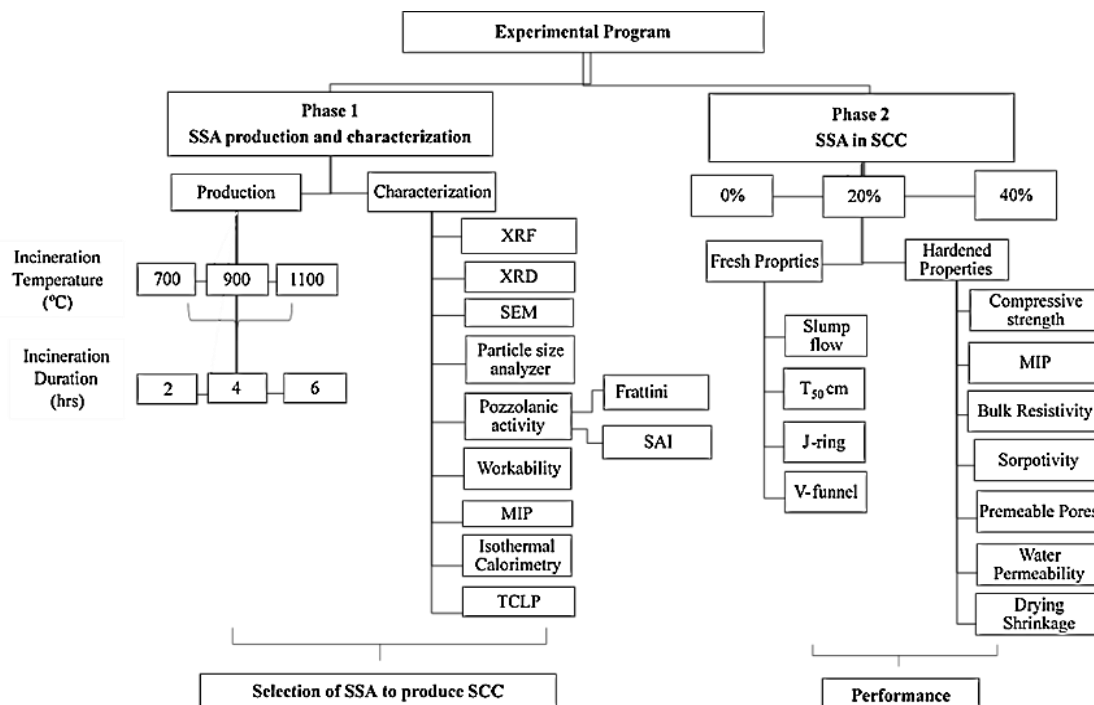 Experimental Program
Phase 1
SSA production and characterization
Phase 2
SSA in SCC
Production
Characterization
0%
20%
40%
Incineration
Temperature
(ºC)
700
900
1100
Incineration
Duration
(hrs)
2
4
6
XRF
XRD
SEM
Particle size
analyzer
Pozzolanic
activity
Frattini
SAI
Workability
MIP
Isothermal
Calorimetry
TCLP
Fresh Proprties
Hardened
Properties
Slump
flow
T50 cm
J-ring
V-funnel
Compressive
strength
MIP
Bulk Resistivity
Sorpotivity
Premeable Pores
Water
Permeability
Drying
Shrinkage
Selection of SSA to produce SCC
Performance